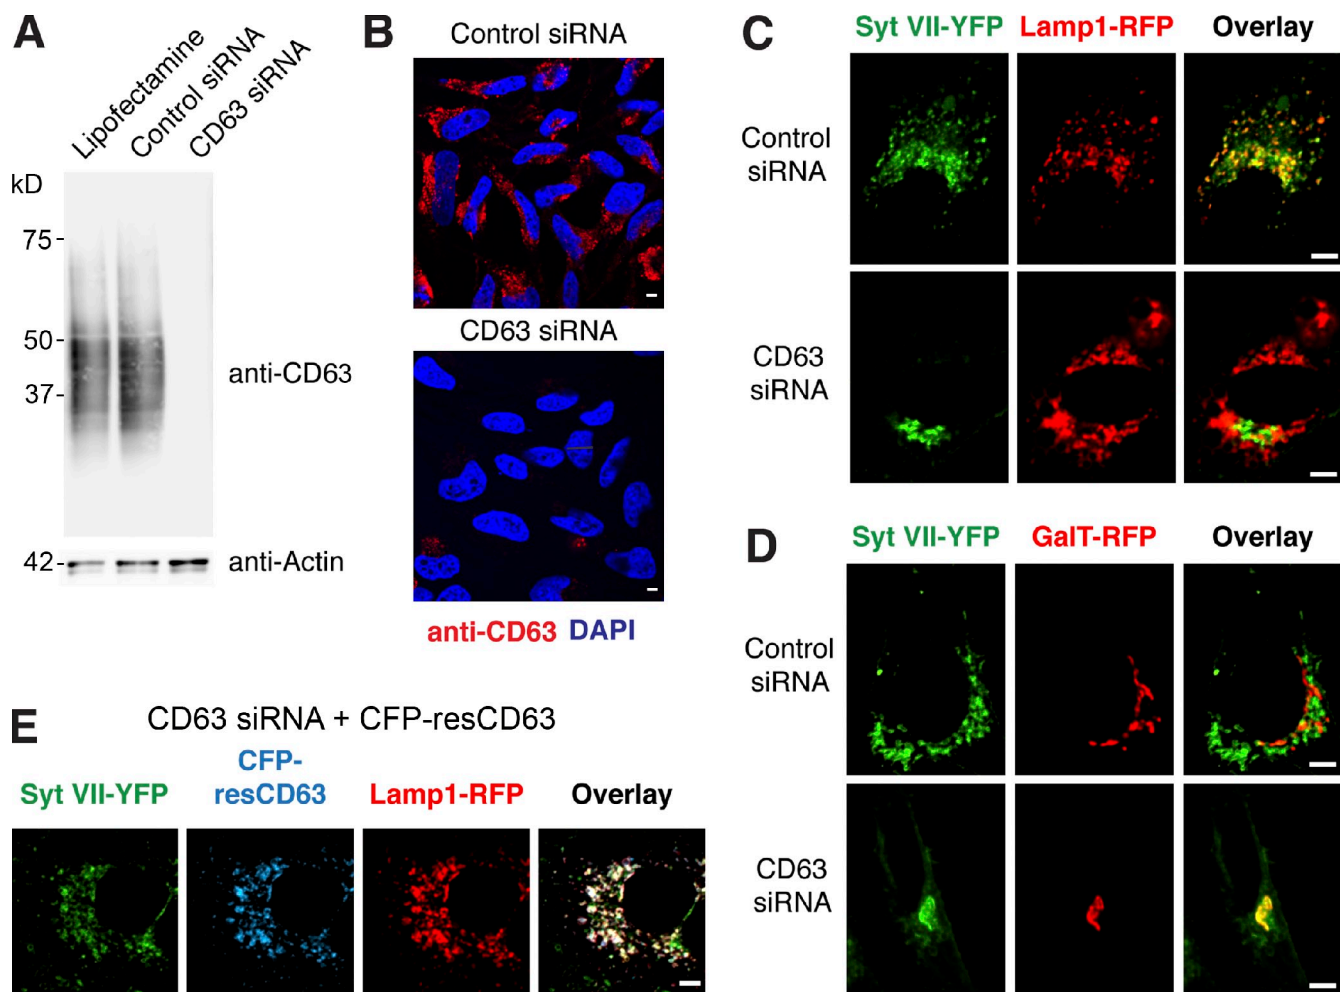 A
Lipofectamine
Control siRNA
CD63 siRNA
kD
75
50
37
anti-CD63
42
anti-Actin
B
Control siRNA
CD63 siRNA
anti-CD63 DAPI
C
Syt VII-YFP Lamp1-RFP Overlay
Control
siRNA
CD63
siRNA
D
Syt VII-YFP GalT-RFP Overlay
Control
siRNA
CD63
siRNA
E
CD63 siRNA + CFP-resCD63
Syt VII-YFP
CFP-
resCD63
Lamp1-RFP
Overlay